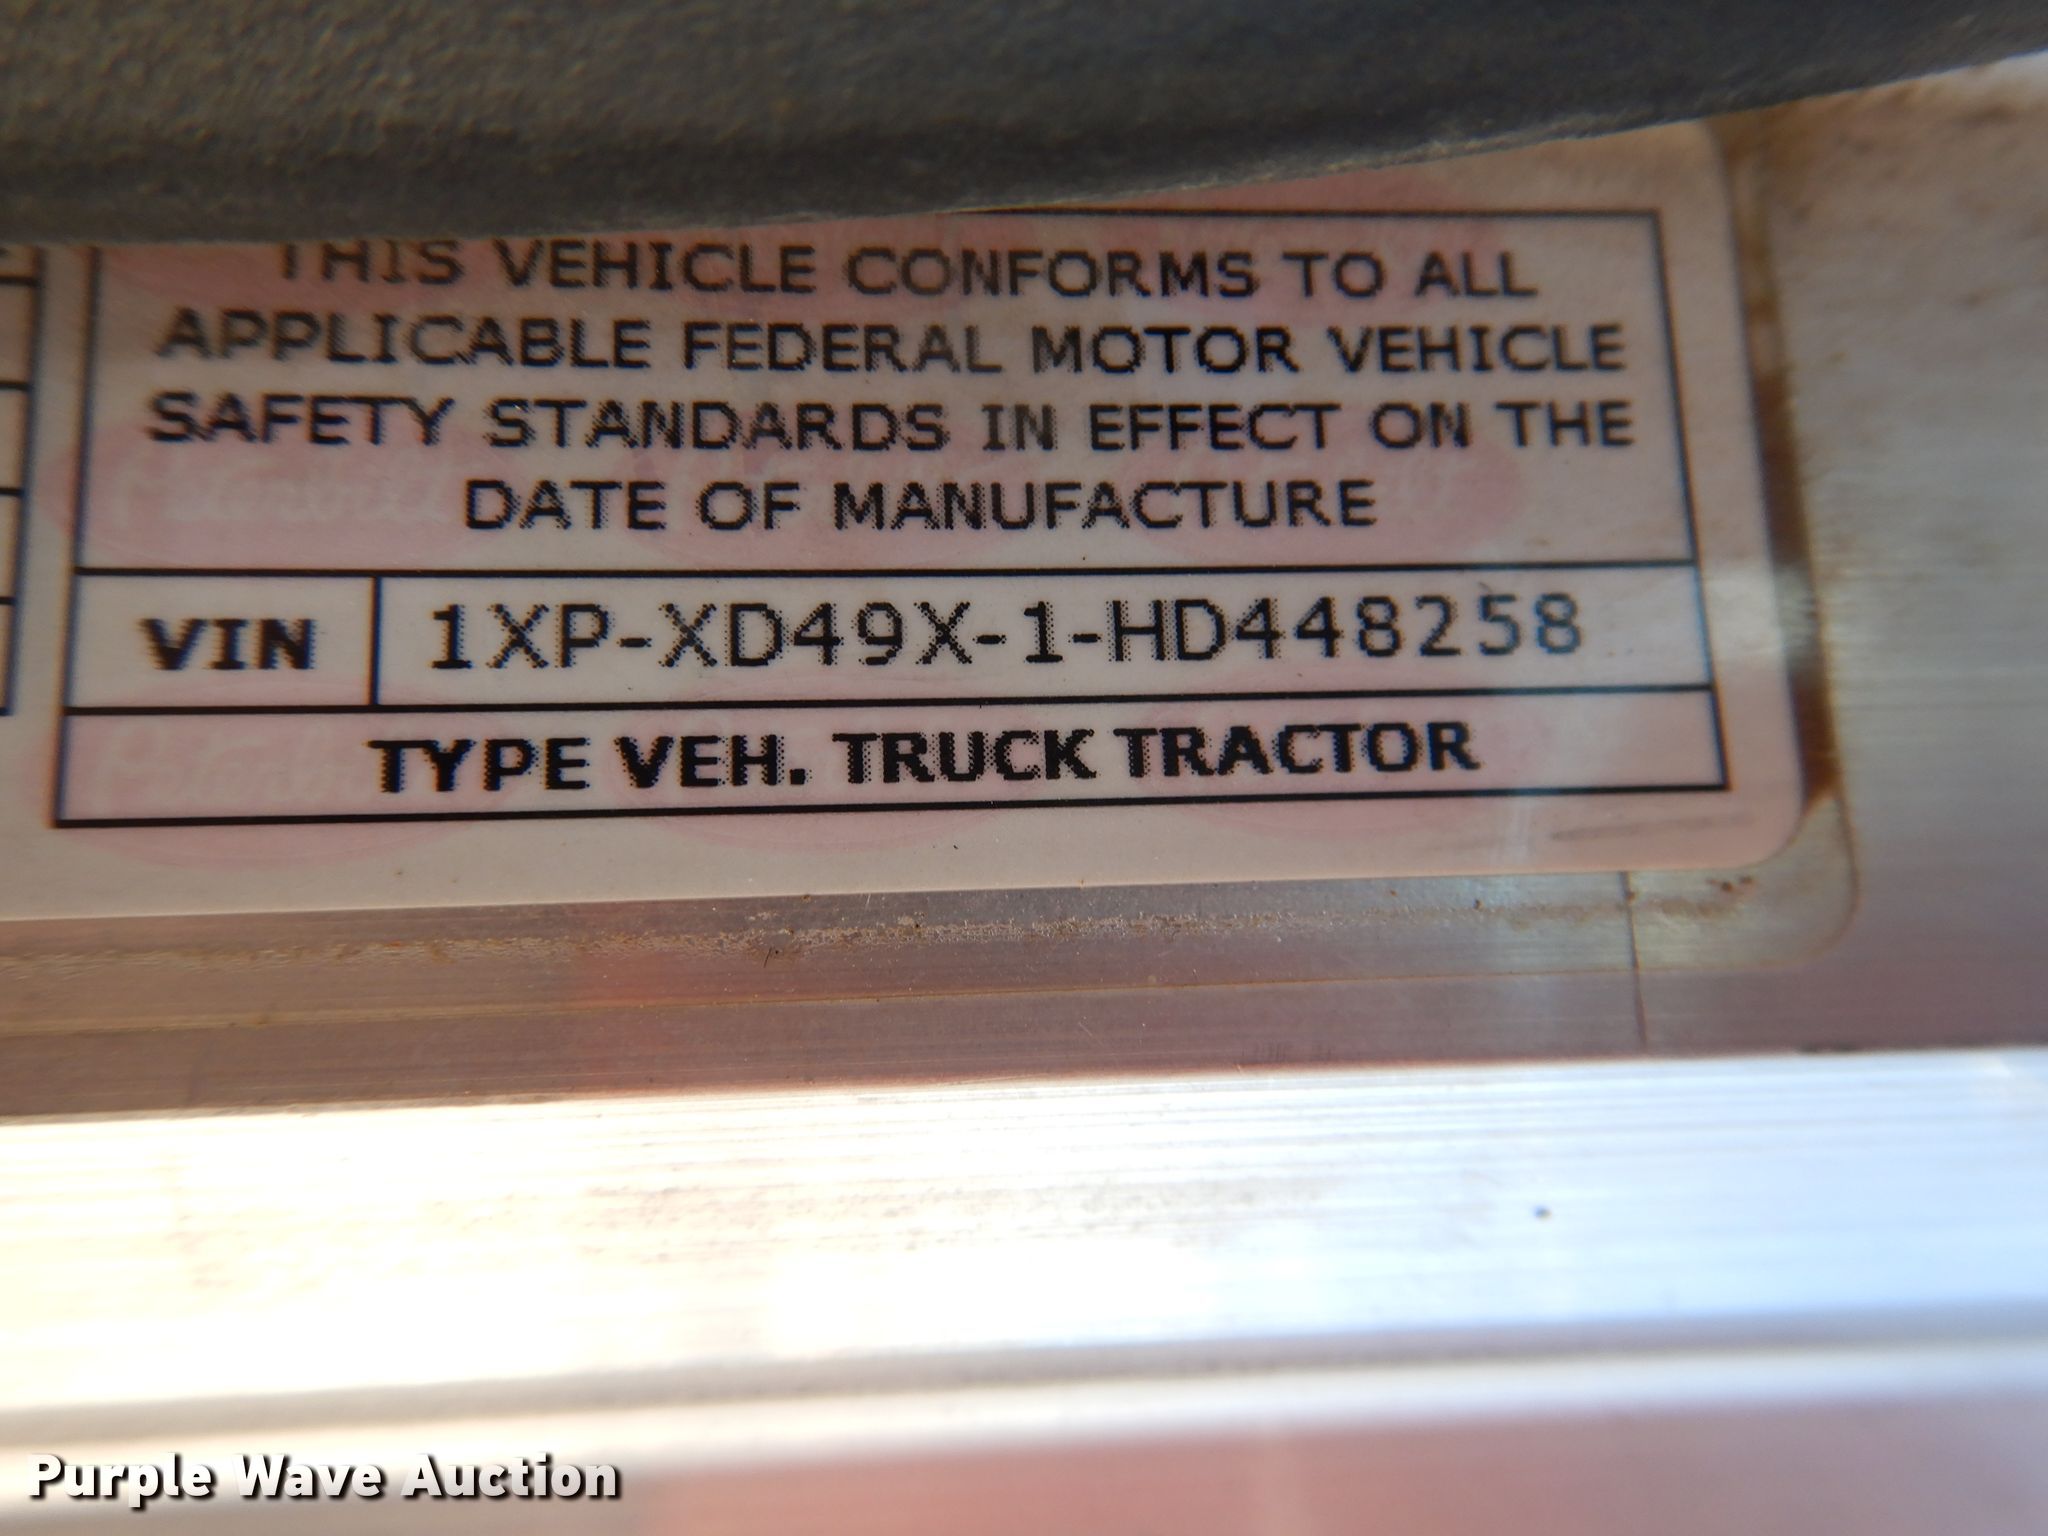 THIS VEHICLE CONFORMS TO ALL
APPLICABLE FEDERAL MOTOR VEHICLE
SAFETY STANDARDS IN EFFECT ON THE
DATE OF MANUFACTURE
VIN 1XP-XD49X-1-HD448258
TYPE VEH. TRUCK TRACTOR
Purple Wave Auction